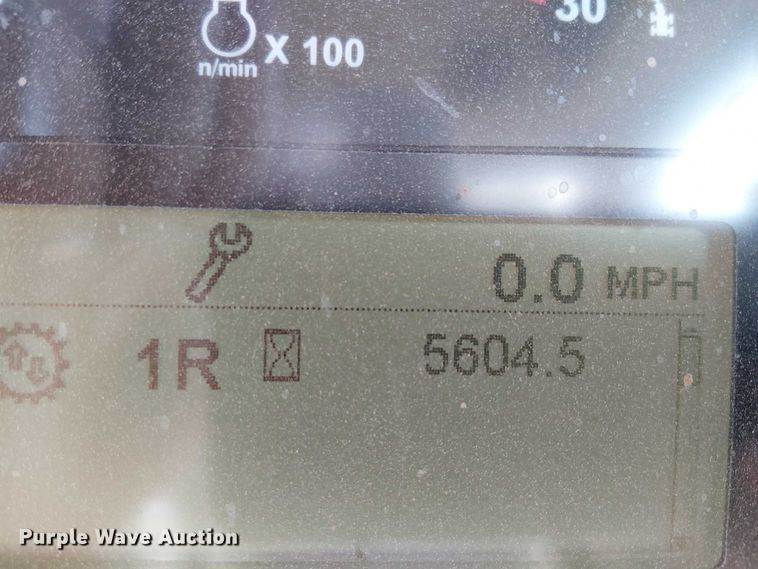 30
X 100
n/min
0.0 MPH
1R 5604.5
Purple Wave Auction